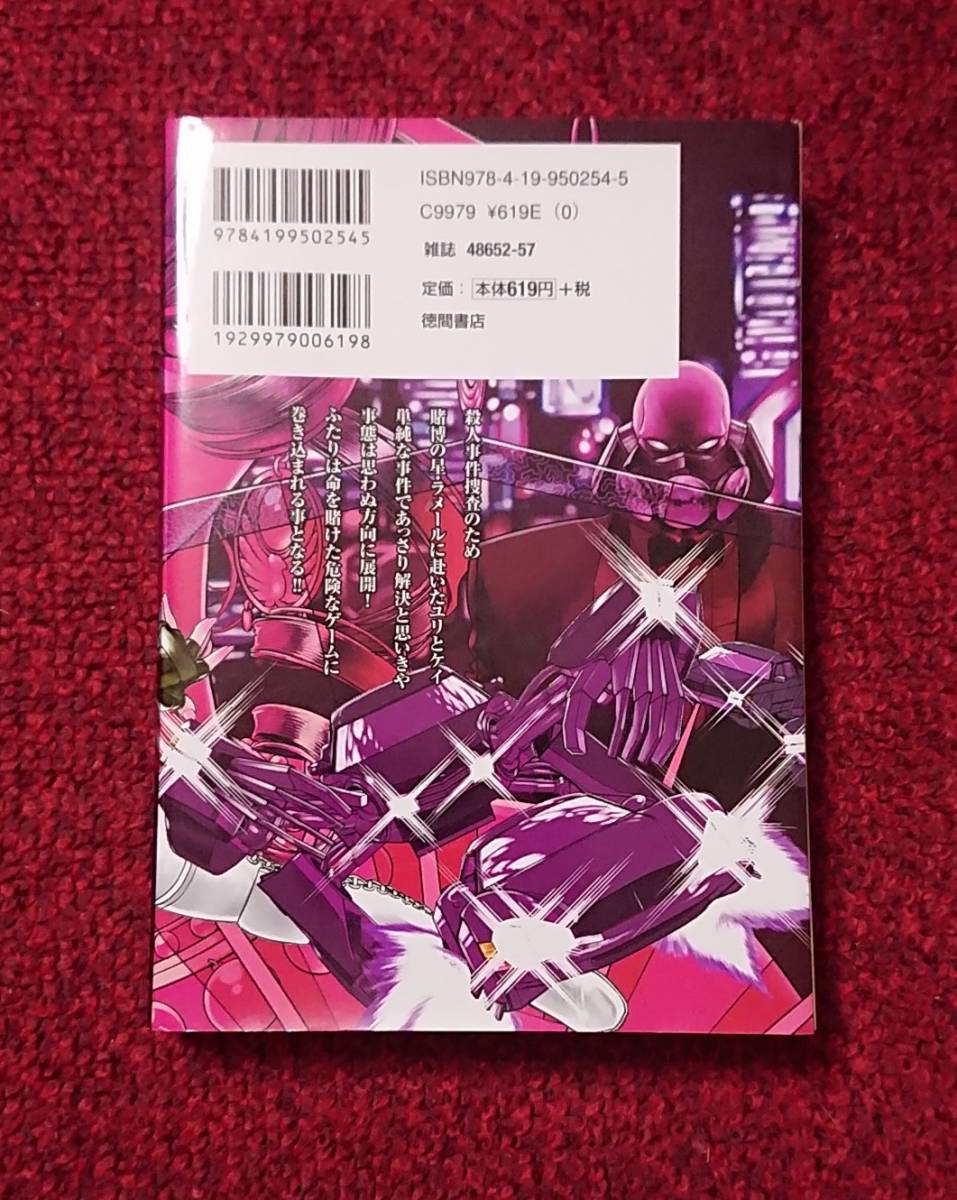 ISBN978-4-19-950254-5
C9979 ¥619E (0)
9784199502545
雑誌 48652-57
定価：本体619円+税
1929979006198
徳間書店
殺人事件捜査のため
賭博の星・ラメールに赴いたユリとケイ
単純な事件であっさり解決と思いきや
事態は思わぬ方向に展開！
ふたりは命を賭けた危険なゲームに
巻き込まれる事となる!!